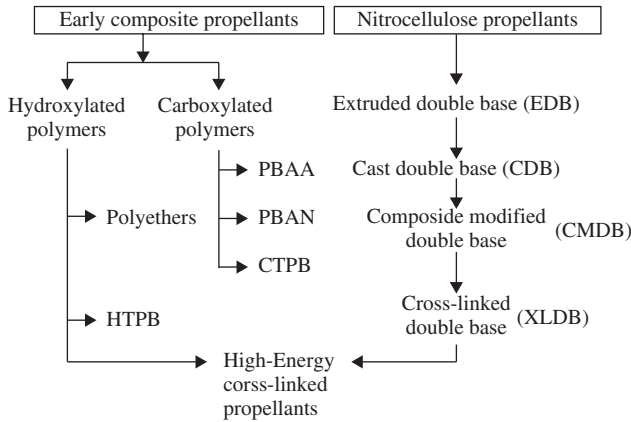 Early composite propellants
Nitrocellulose propellants
Hydroxylated
polymers
Carboxylated
polymers
PBAA
Polyethers
PBAN
CTPB
HTPB
Extruded double base (EDB)
Cast double base (CDB)
Composide modified
double base
(CMDB)
Cross-linked
double base
(XLDB)
High-Energy
corss-linked
propellants